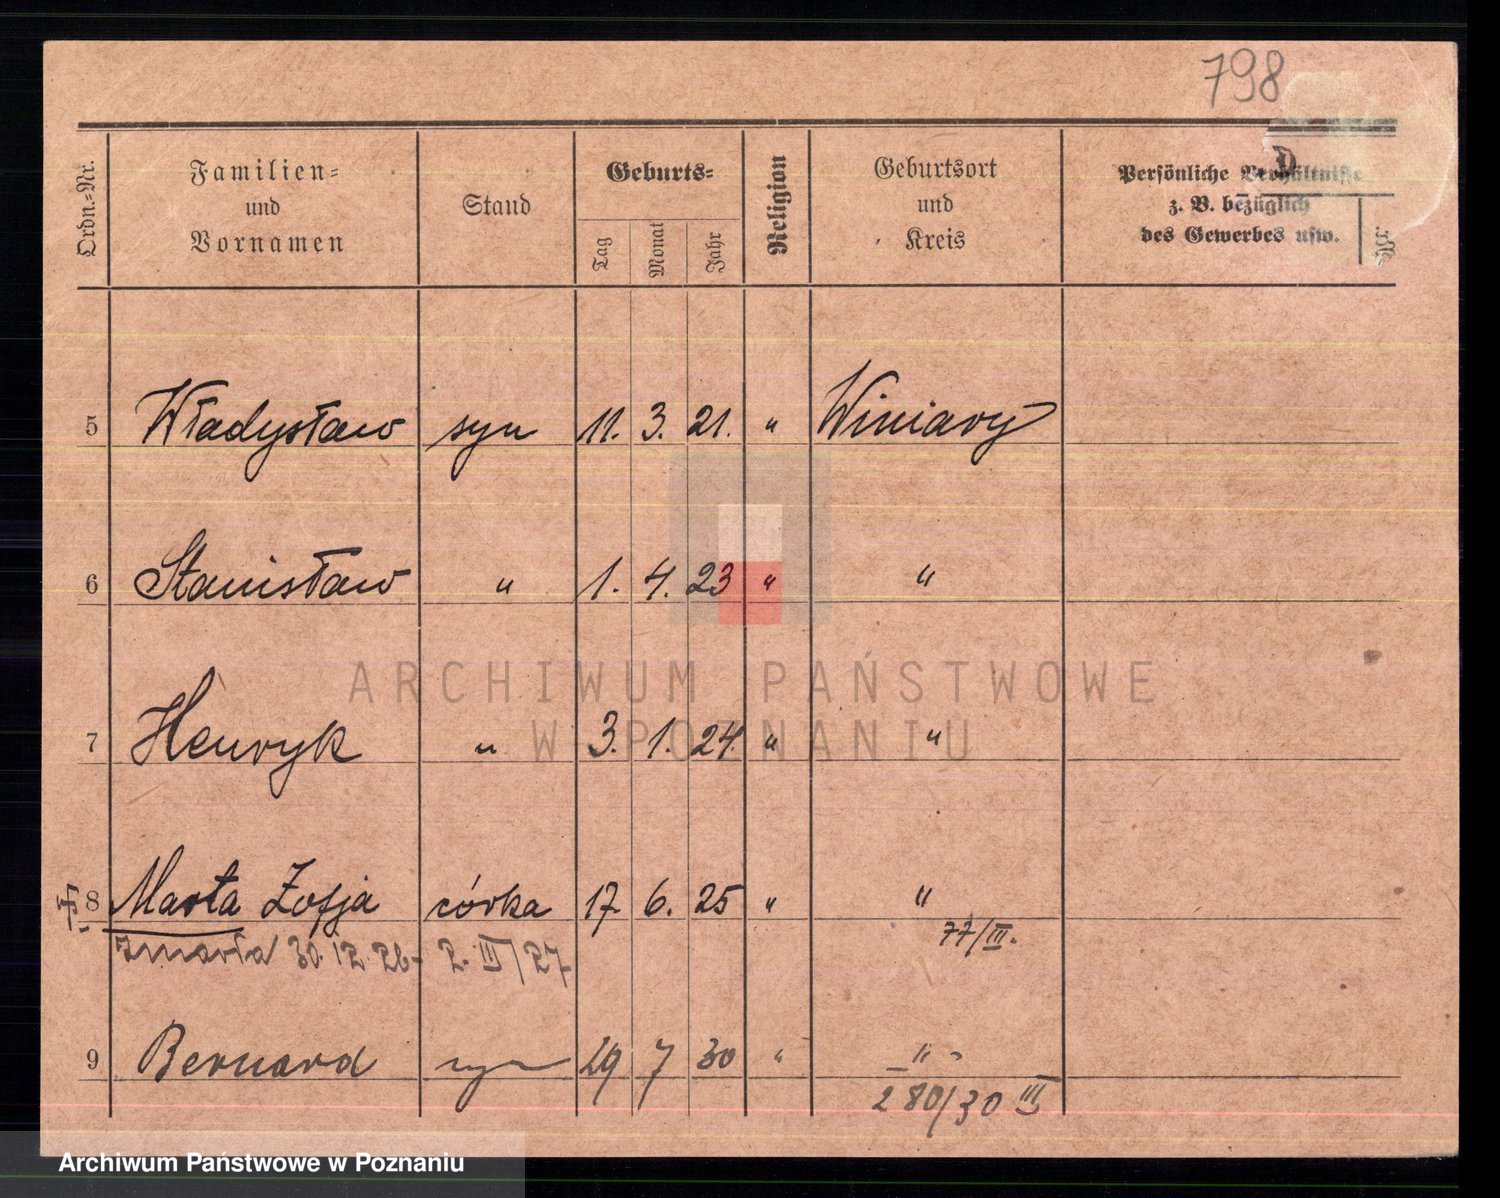 798
Ordn.-Nr.
Familien-
und
Vornamen
Stand
Geburts-
Tag
Monat
Jahr
Religion
Geburtsort
und
Kreis
Persönliche Verhältnisse
z. B. bezüglich
des Gewerbes usw.
5 Władysław syn 11. 3. 21. " Winiary
6 Stanisław " 1. 4. 23 " "
ARCHIWUM PAŃSTWOWE
W POZNANIU
7 Henryk " 3. 1. 24. " "
8 Marta Zofja córka 17 6. 25 " "
77/III.
zmarła 30.12.26- 2. III/27
9 Bernard syn 29 7 30 " "
280/30 III
Archiwum Państwowe w Poznaniu